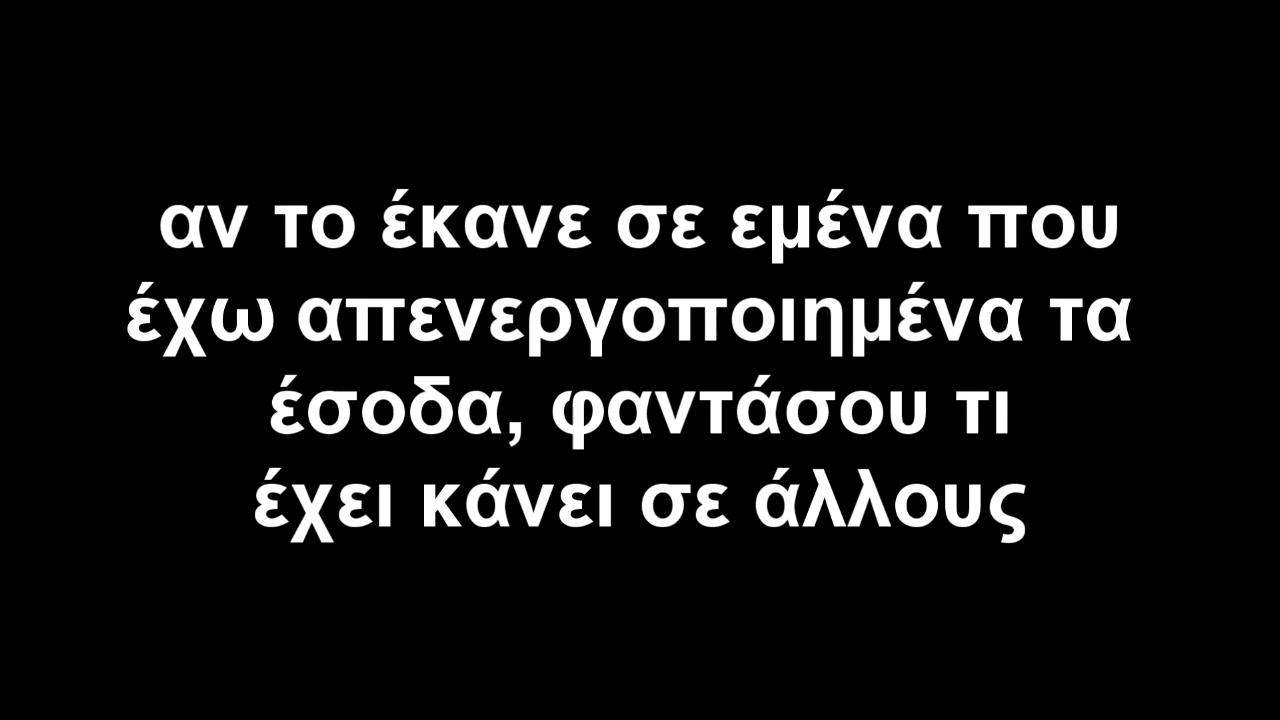 αν το έκανε σε εμένα που
έχω απενεργοποιημένα τα
έσοδα, φαντάσου τι
έχει κάνει σε άλλους